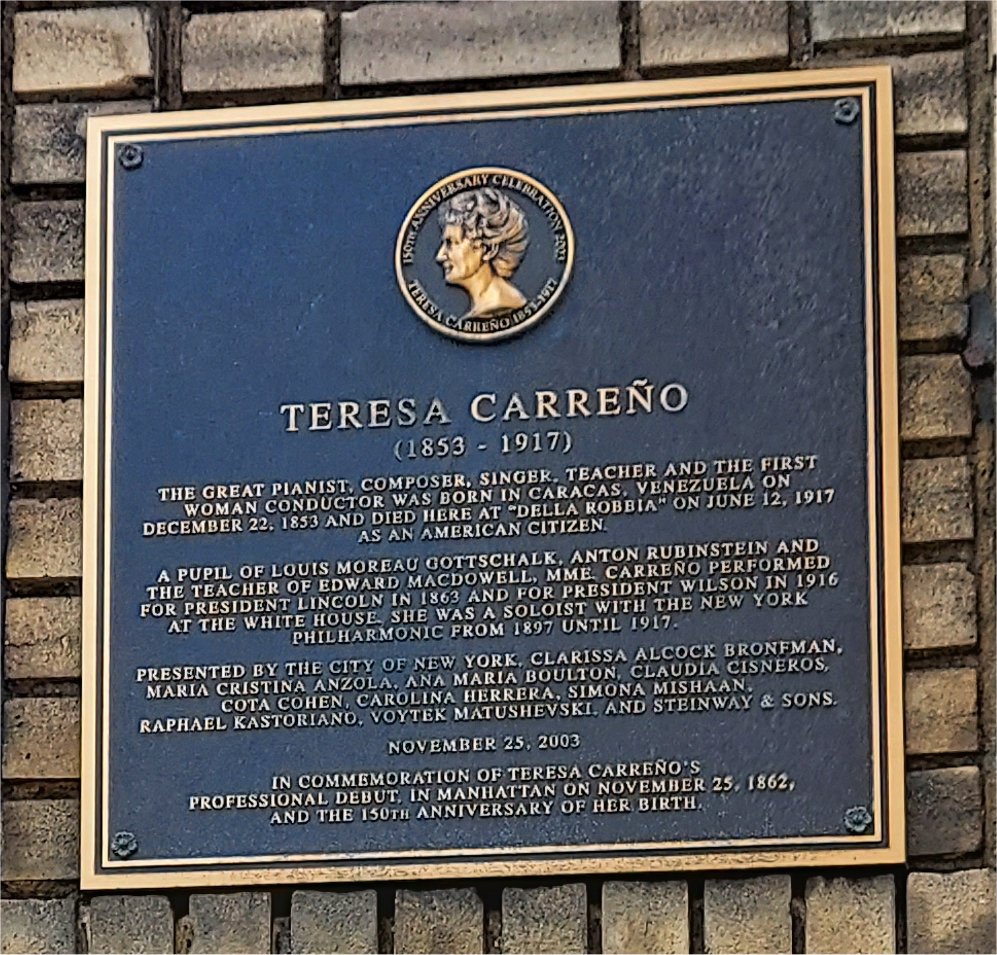 150TH ANNIVERSARY CELEBRATION 2003
TERESA CARREÑO 1853-1917
TERESA CARREÑO
(1853 - 1917)
THE GREAT PIANIST, COMPOSER, SINGER, TEACHER AND THE FIRST
WOMAN CONDUCTOR WAS BORN IN CARACAS, VENEZUELA ON
DECEMBER 22, 1853 AND DIED HERE AT "DELLA ROBBIA" ON JUNE 12, 1917
AS AN AMERICAN CITIZEN.
A PUPIL OF LOUIS MOREAU GOTTSCHALK, ANTON RUBINSTEIN AND
THE TEACHER OF EDWARD MACDOWELL, MME. CARREÑO PERFORMED
FOR PRESIDENT LINCOLN IN 1863 AND FOR PRESIDENT WILSON IN 1916
AT THE WHITE HOUSE. SHE WAS A SOLOIST WITH THE NEW YORK
PHILHARMONIC FROM 1897 UNTIL 1917.
PRESENTED BY THE CITY OF NEW YORK, CLARISSA ALCOCK BRONFMAN,
MARIA CRISTINA ANZOLA, ANA MARIA BOULTON, CLAUDIA CISNEROS,
COTA COHEN, CAROLINA HERRERA, SIMONA MISHAAN,
RAPHAEL KASTORIANO, VOYTEK MATUSHEVSKI, AND STEINWAY & SONS.
NOVEMBER 25, 2003
IN COMMEMORATION OF TERESA CARREÑO'S
PROFESSIONAL DEBUT, IN MANHATTAN ON NOVEMBER 25, 1862,
AND THE 150TH ANNIVERSARY OF HER BIRTH.